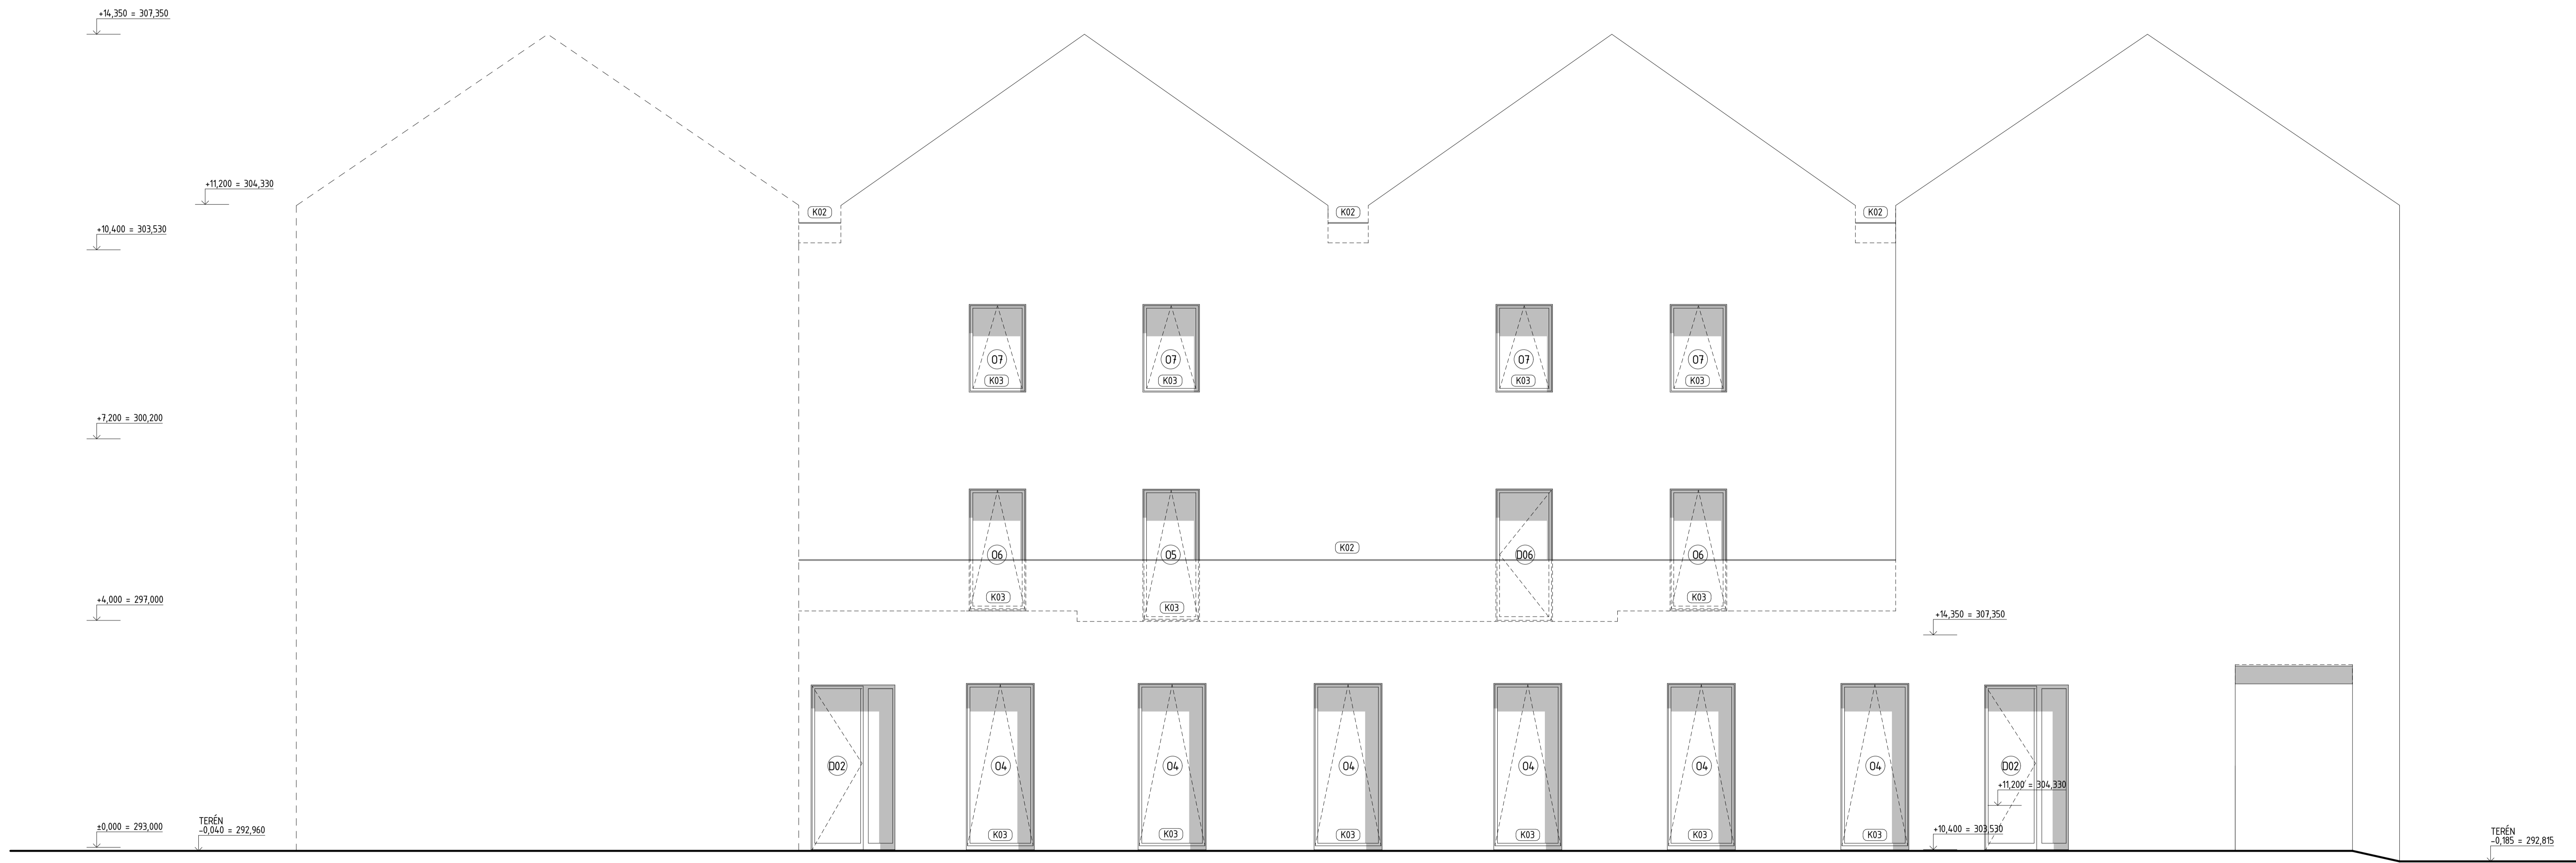 +14,350 = 307,350
+11,200 = 304,330
K02
K02
K02
+10,400 = 303,530
O7
O7
O7
O7
K03
K03
K03
K03
+7,200 = 300,200
O6
O5
K02
D06
O6
+4,000 = 297,000
K03
K03
K03
+14,350 = 307,350
D02
O4
O4
O4
O4
O4
O4
D02
+11,200 = 304,330
±0,000 = 293,000
TERÉN
-0,040 = 292,960
K03
K03
K03
K03
K03
K03
+10,400 = 303,530
TERÉN
-0,185 = 292,815